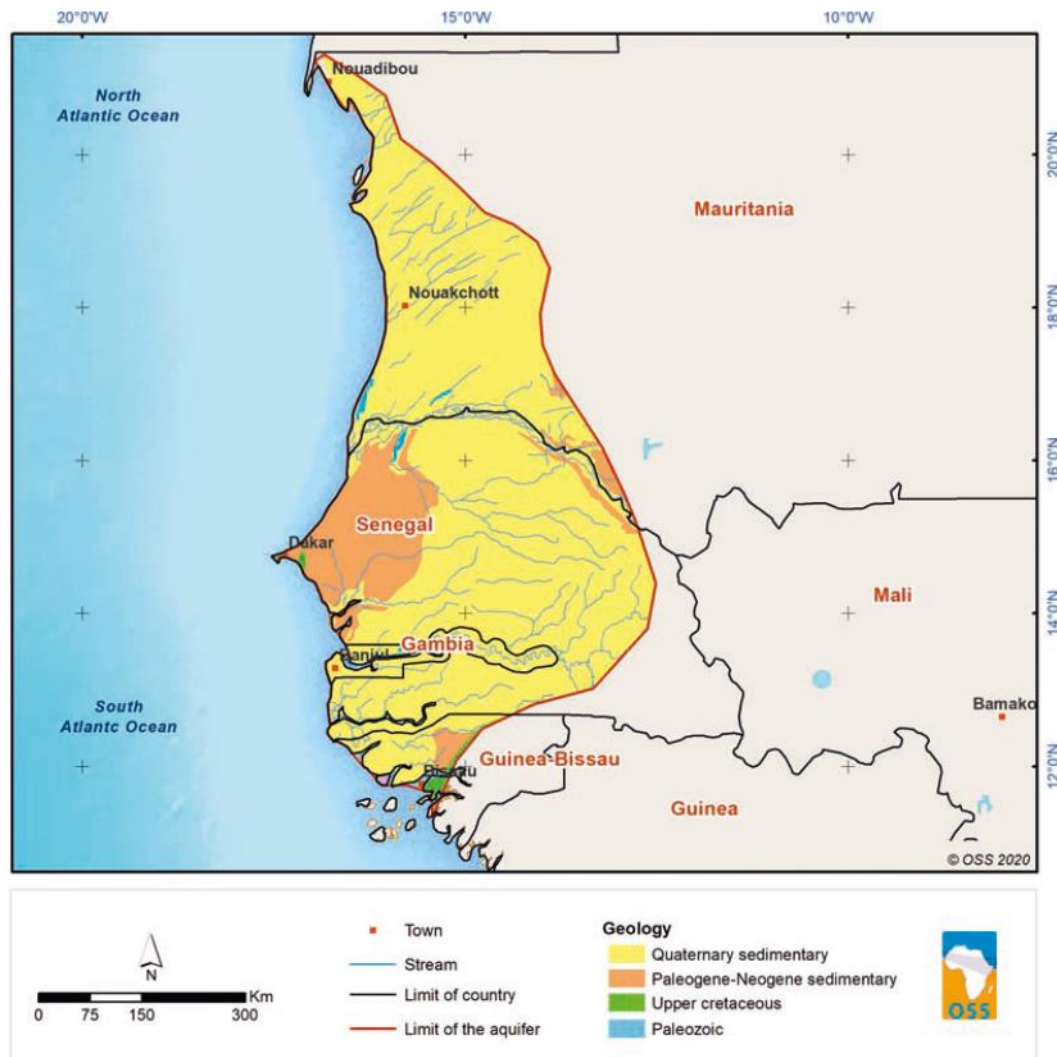 20°0'W 15°0'W 10°0'W
Nouadibou
North
Atlantic Ocean
20°0'N
Mauritania
Nouakchott
18°0'N
16°0'N
Senegal
Dakar
Mali
14°0'N
Gambia
Banjul
South
Atlantc Ocean
Bamako
Guinea-Bissau
Bissau
12°0'N
Guinea
© OSS 2020
N
Km
0 75 150 300
Town
Stream
Limit of country
Limit of the aquifer
Geology
Quaternary sedimentary
Paleogene-Neogene sedimentary
Upper cretaceous
Paleozoic
OSS